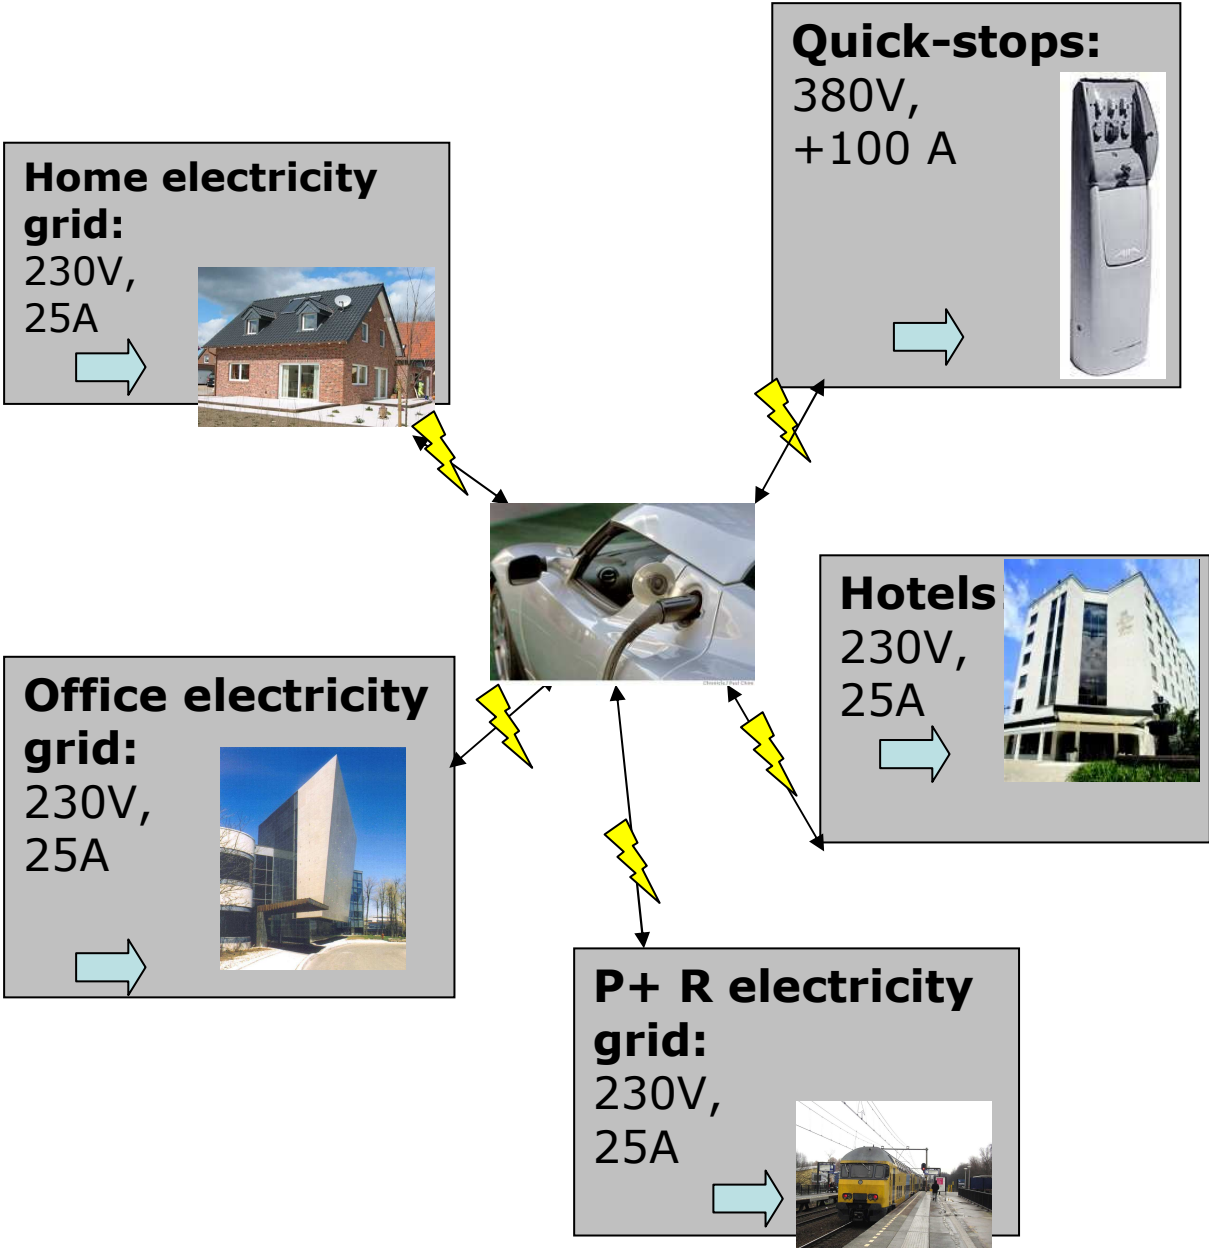 Quick-stops:
380V,
+100 A
Home electricity
grid:
230V,
25A
Hotels
230V,
25A
Office electricity
grid:
230V,
25A
P+ R electricity
grid:
230V,
25A